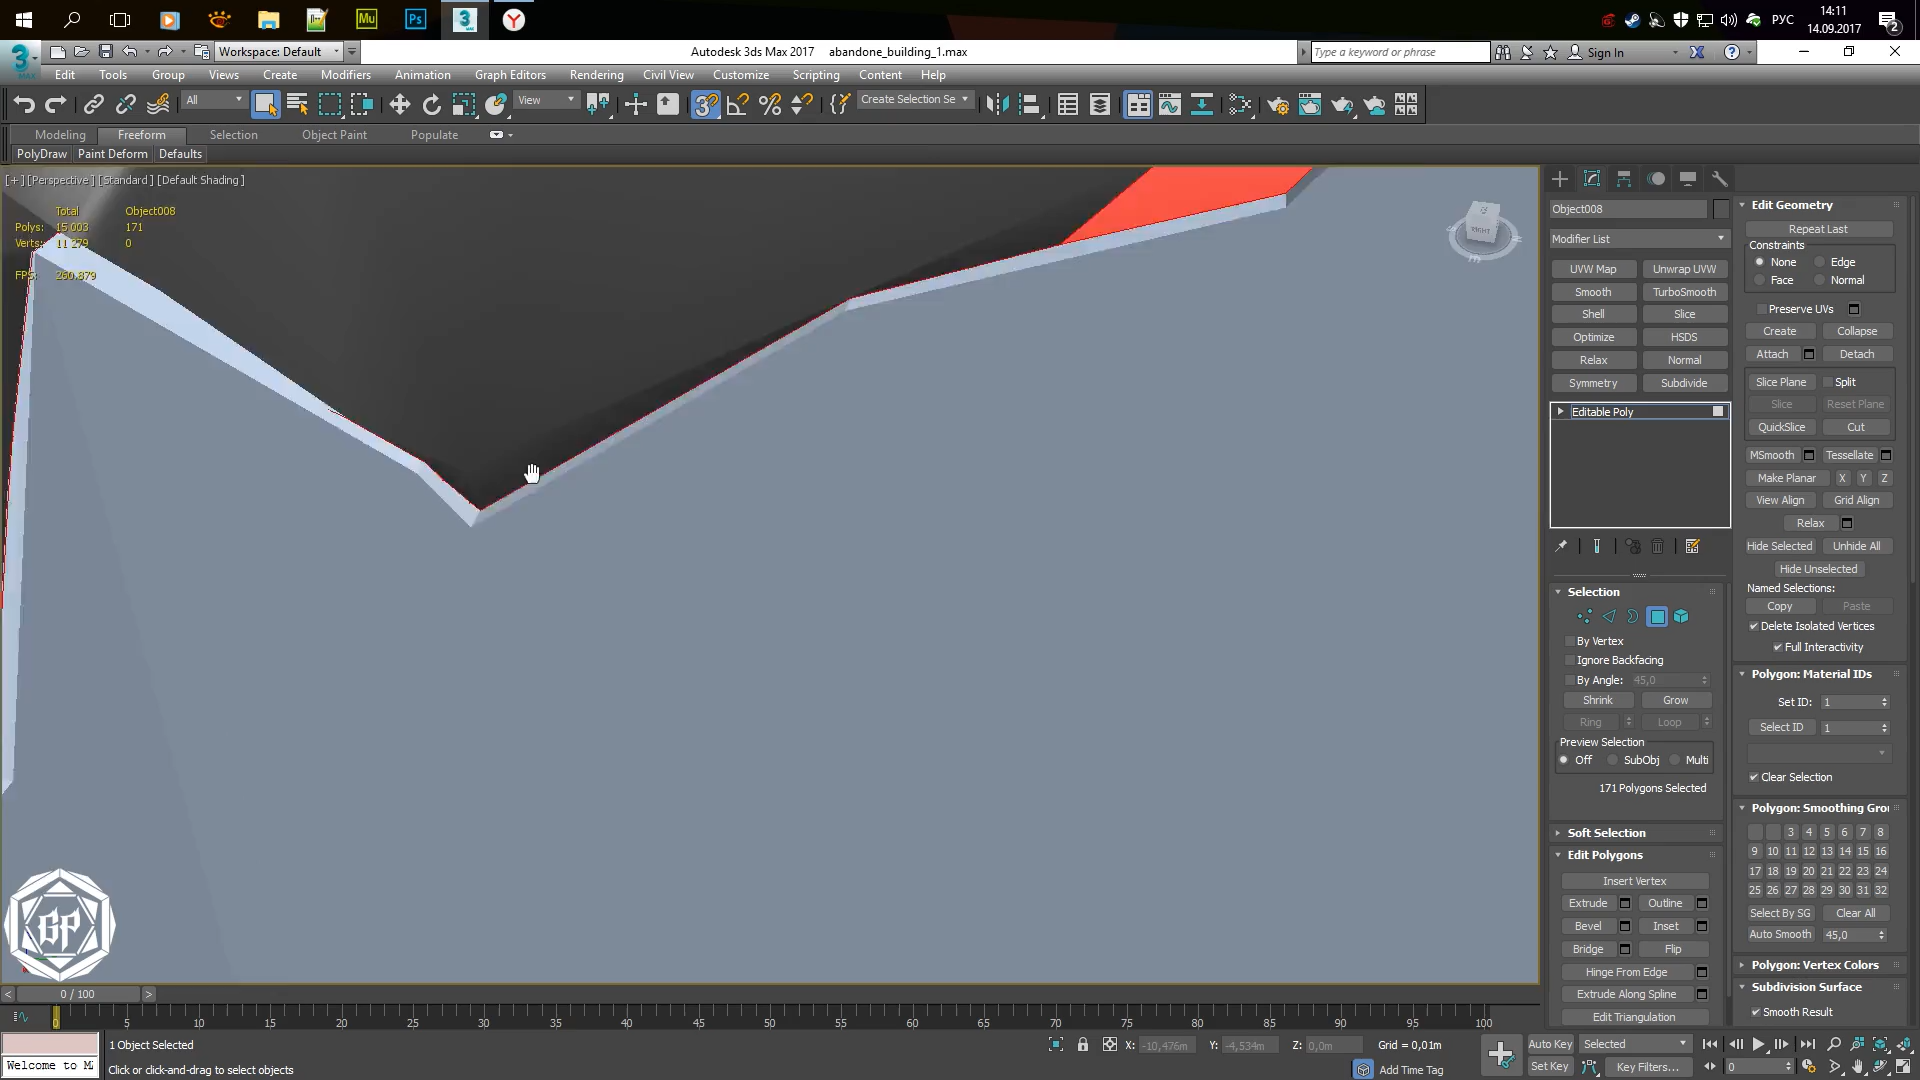 Mu
Ps
3
MAX
Y
РУС
14:11
14.09.2017
2
3
MAX
Workspace: Default
Autodesk 3ds Max 2017 abandone_building_1.max
Type a keyword or phrase
Sign In
Edit Tools Group Views Create Modifiers Animation Graph Editors Rendering Civil View Customize Scripting Content Help
All
View
3
Create Selection Se
Modeling Freeform Selection Object Paint Populate
PolyDraw Paint Deform Defaults
[+] [Perspective] [Standard] [Default Shading]
Total Object008
Polys: 15 003 171
Verts: 11 279 0
FPS: 260,879
RIGHT
Object008
Modifier List
UVW Map Unwrap UVW
Smooth TurboSmooth
Shell Slice
Optimize HSDS
Relax Normal
Symmetry Subdivide
Editable Poly
Selection
By Vertex
Ignore Backfacing
By Angle: 45,0
Shrink Grow
Ring Loop
Preview Selection
Off SubObj Multi
171 Polygons Selected
Soft Selection
Edit Polygons
Insert Vertex
Extrude Outline
Bevel Inset
Bridge Flip
Hinge From Edge
Extrude Along Spline
Edit Triangulation
Edit Geometry
Repeat Last
Constraints
None Edge
Face Normal
Preserve UVs
Create Collapse
Attach Detach
Slice Plane Split
Slice Reset Plane
QuickSlice Cut
MSmooth Tessellate
Make Planar X Y Z
View Align Grid Align
Relax
Hide Selected Unhide All
Hide Unselected
Named Selections:
Copy Paste
Delete Isolated Vertices
Full Interactivity
Polygon: Material IDs
Set ID: 1
Select ID 1
Clear Selection
Polygon: Smoothing Grou
3 4 5 6 7 8
9 10 11 12 13 14 15 16
17 18 19 20 21 22 23 24
25 26 27 28 29 30 31 32
Select By SG Clear All
Auto Smooth 45,0
Polygon: Vertex Colors
Subdivision Surface
Smooth Result
GP
< 0 / 100 >
0 5 10 15 20 25 30 35 40 45 50 55 60 65 70 75 80 85 90 95 100
1 Object Selected
Welcome to M
Click or click-and-drag to select objects
X: -10,476m Y: -4,534m Z: 0,0m Grid = 0,01m
Add Time Tag
Auto Key Selected
Set Key Key Filters...
0